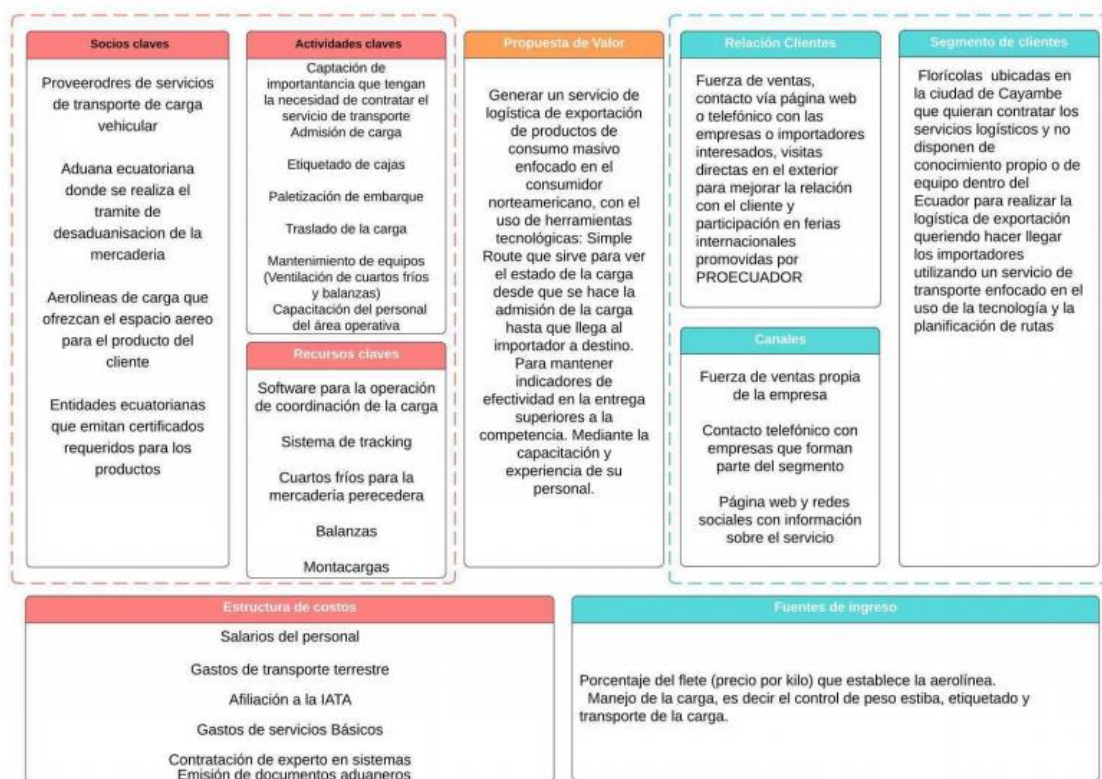 Socios claves
Proveerodres de servicios
de transporte de carga
vehicular
Aduana ecuatoriana
donde se realiza el
tramite de
desaduanisacion de la
mercaderia
Aerolineas de carga que
ofrezcan el espacio aereo
para el producto del
cliente
Entidades ecuatorianas
que emitan certificados
requeridos para los
productos
Actividades claves
Captación de
importantancia que tengan
la necesidad de contratar el
servicio de transporte
Admisión de carga
Etiquetado de cajas
Paletización de embarque
Traslado de la carga
Mantenimiento de equipos
(Ventilación de cuartos fríos
y balanzas)
Capacitación del personal
del área operativa
Recursos claves
Software para la operación
de coordinación de la carga
Sistema de tracking
Cuartos fríos para la
mercadería perecedera
Balanzas
Montacargas
Propuesta de Valor
Generar un servicio de
logística de exportación
de productos de
consumo masivo
enfocado en el
consumidor
norteamericano, con el
uso de herramientas
tecnológicas: Simple
Route que sirve para ver
el estado de la carga
desde que se hace la
admisión de la carga
hasta que llega al
importador a destino.
Para mantener
indicadores de
efectividad en la entrega
superiores a la
competencia. Mediante la
capacitación y
experiencia de su
personal.
Relación Clientes
Fuerza de ventas,
contacto vía página web
o telefónico con las
empresas o importadores
interesados, visitas
directas en el exterior
para mejorar la relación
con el cliente y
participación en ferias
internacionales
promovidas por
PROECUADOR
Canales
Fuerza de ventas propia
de la empresa
Contacto telefónico con
empresas que forman
parte del segmento
Página web y redes
sociales con información
sobre el servicio
Segmento de clientes
Florícolas ubicadas en
la ciudad de Cayambe
que quieran contratar los
servicios logísticos y no
disponen de
conocimiento propio o de
equipo dentro del
Ecuador para realizar la
logística de exportación
queriendo hacer llegar
los importadores
utilizando un servicio de
transporte enfocado en el
uso de la tecnología y la
planificación de rutas
Estructura de costos
Salarios del personal
Gastos de transporte terrestre
Afiliación a la IATA
Gastos de servicios Básicos
Contratación de experto en sistemas
Emisión de documentos aduaneros
Fuentes de ingreso
Porcentaje del flete (precio por kilo) que establece la aerolínea.
Manejo de la carga, es decir el control de peso estiba, etiquetado y
transporte de la carga.